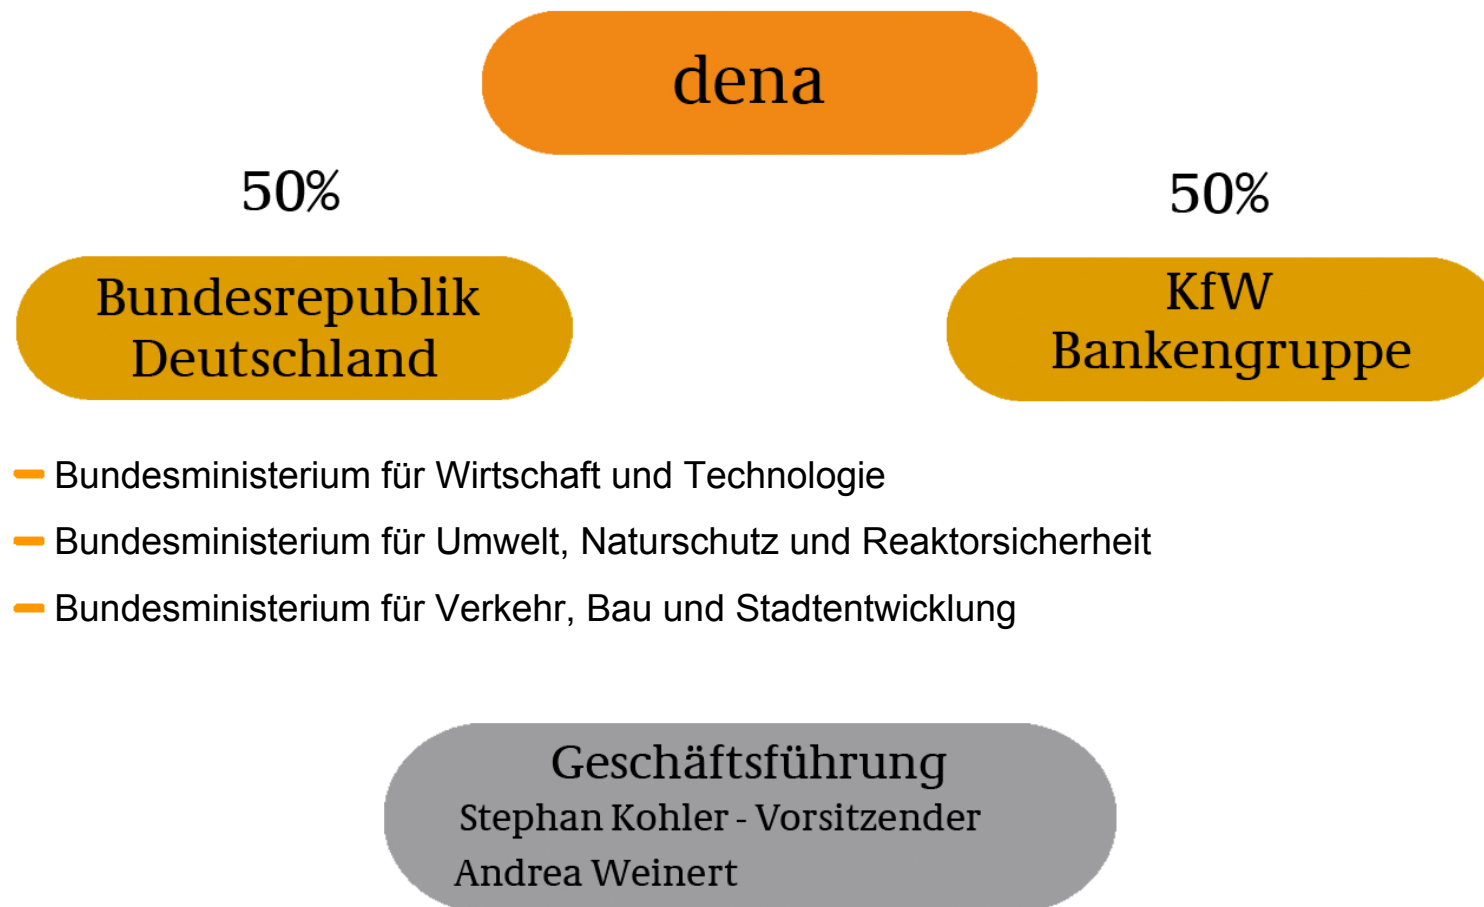 dena
50%
50%
Bundesrepublik
Deutschland
KfW
Bankengruppe
Bundesministerium für Wirtschaft und Technologie
Bundesministerium für Umwelt, Naturschutz und Reaktorsicherheit
Bundesministerium für Verkehr, Bau und Stadtentwicklung
Geschäftsführung
Stephan Kohler - Vorsitzender
Andrea Weinert